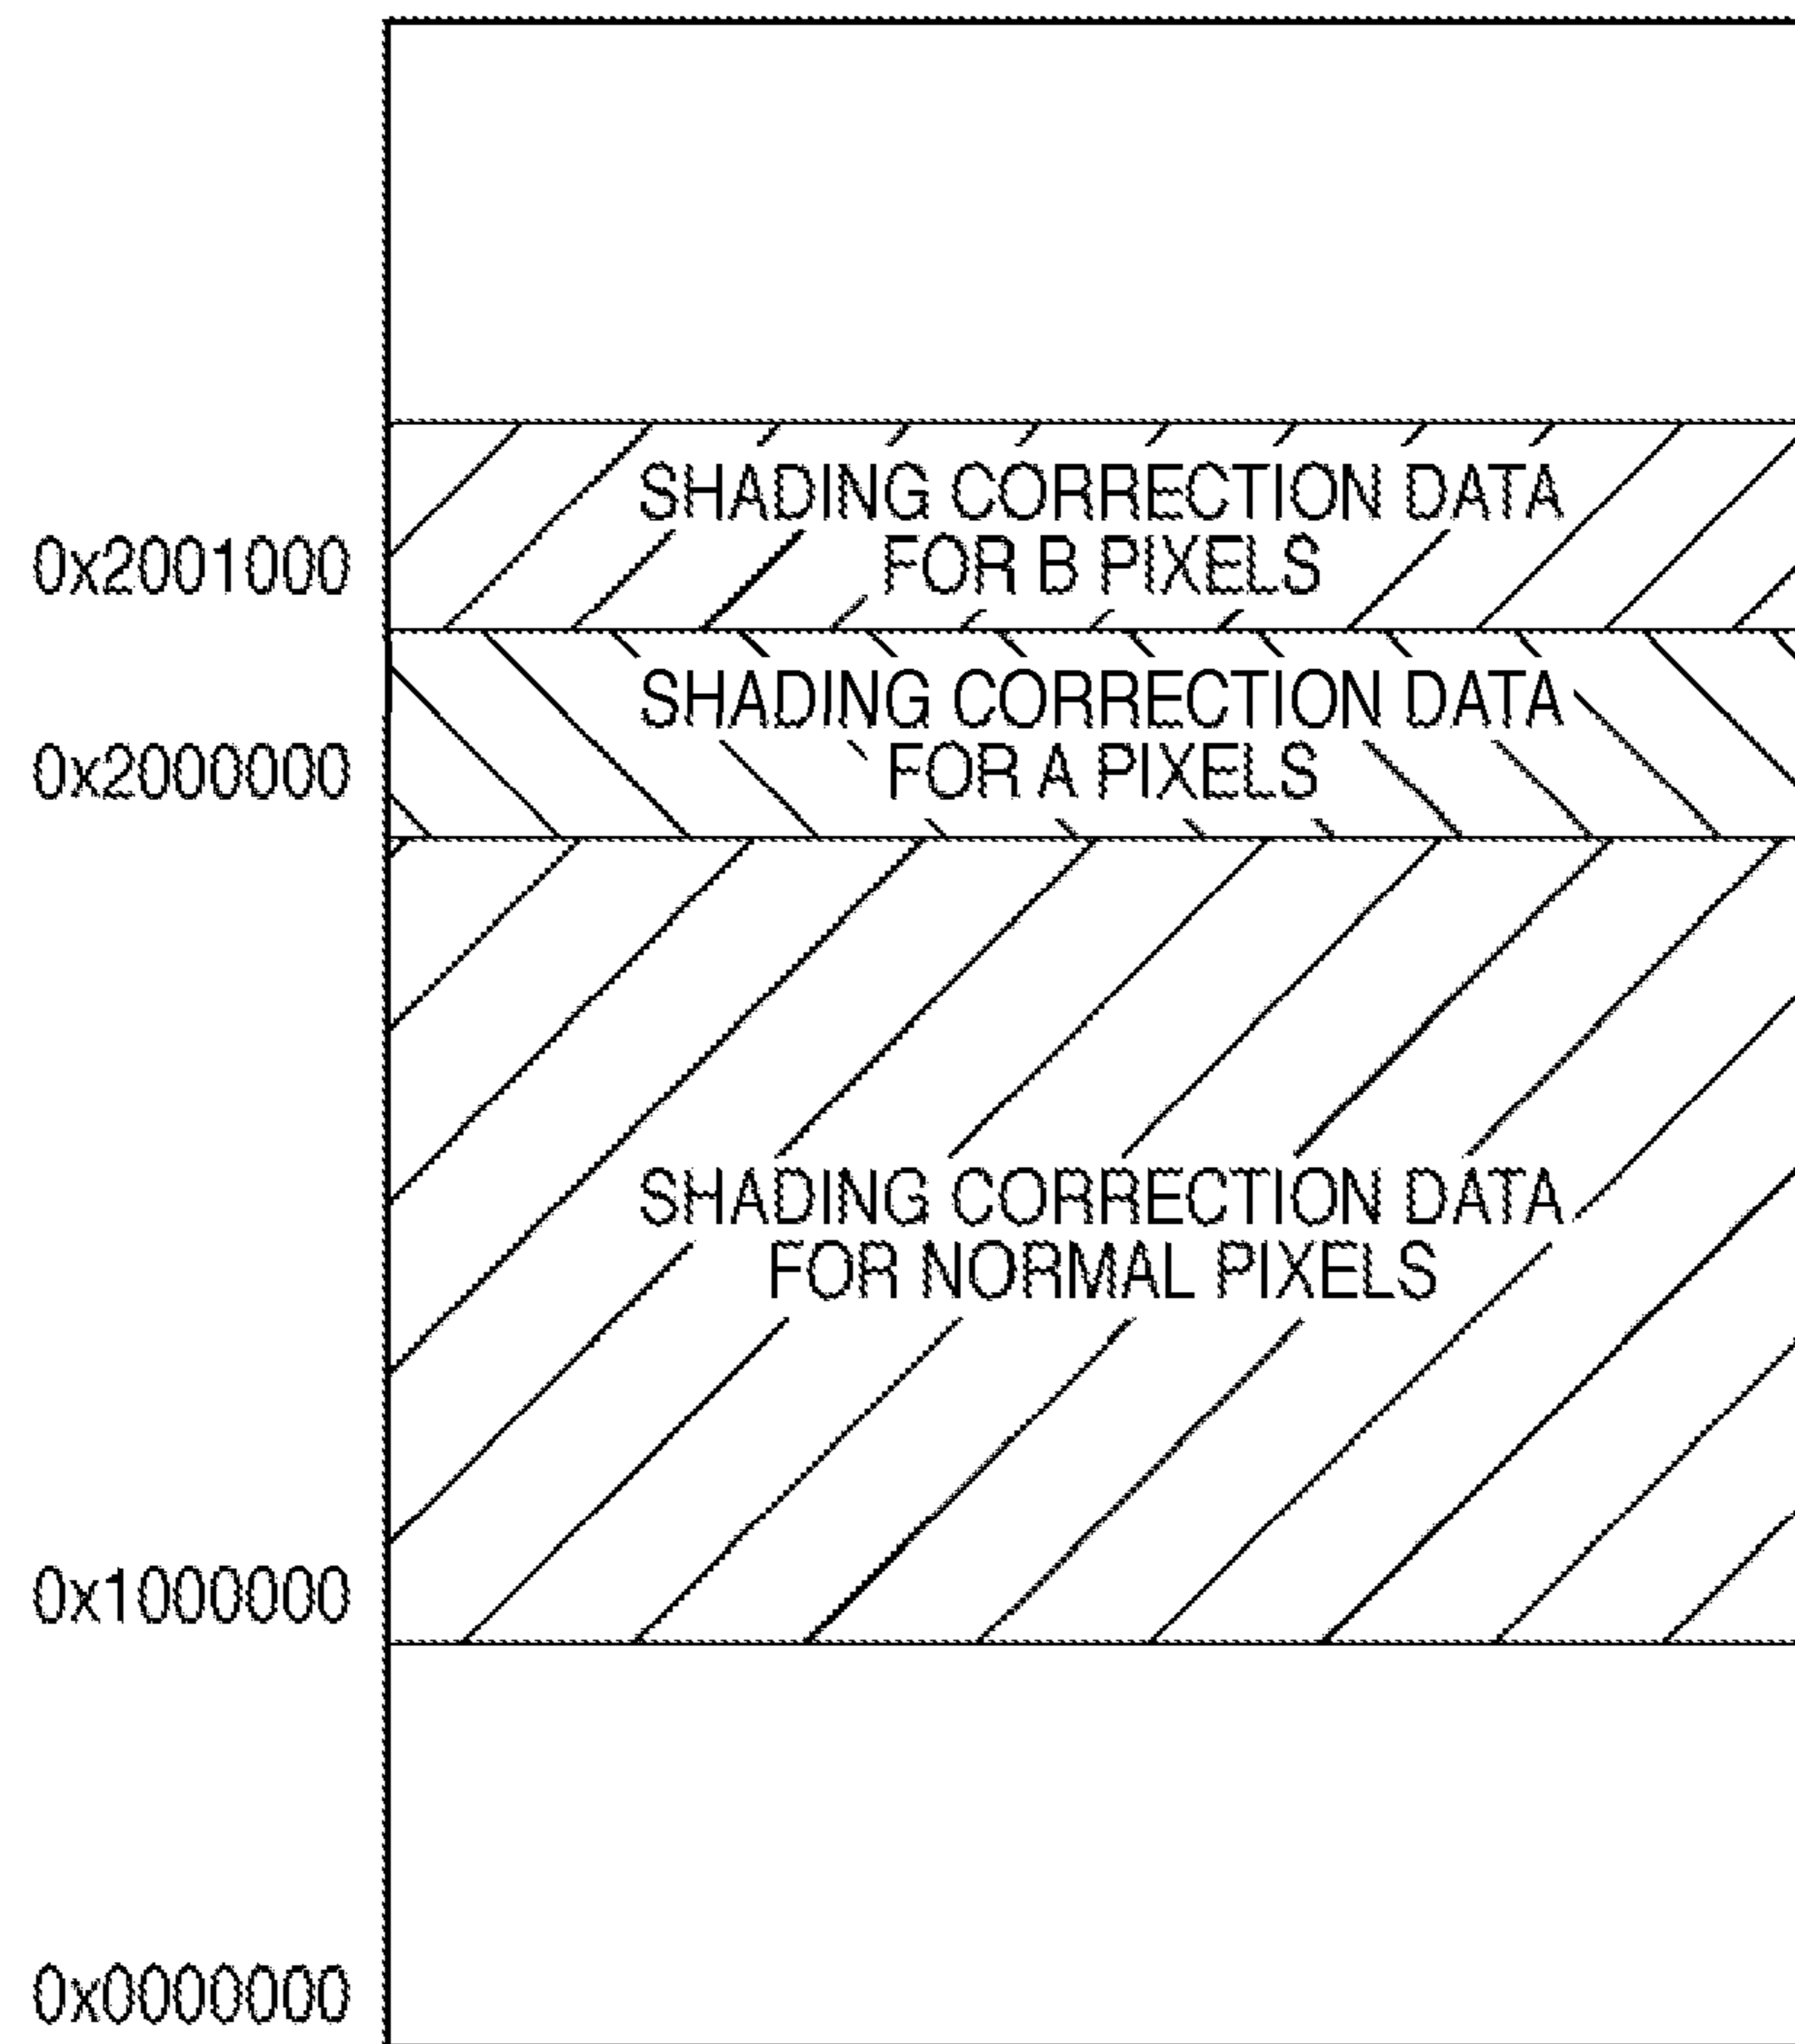 SHADING CORRECTION DATA
FOR B PIXELS
0x2001000
SHADING CORRECTION DATA
FOR A PIXELS
0x2000000
SHADING CORRECTION DATA
FOR NORMAL PIXELS
0x1000000
0x0000000